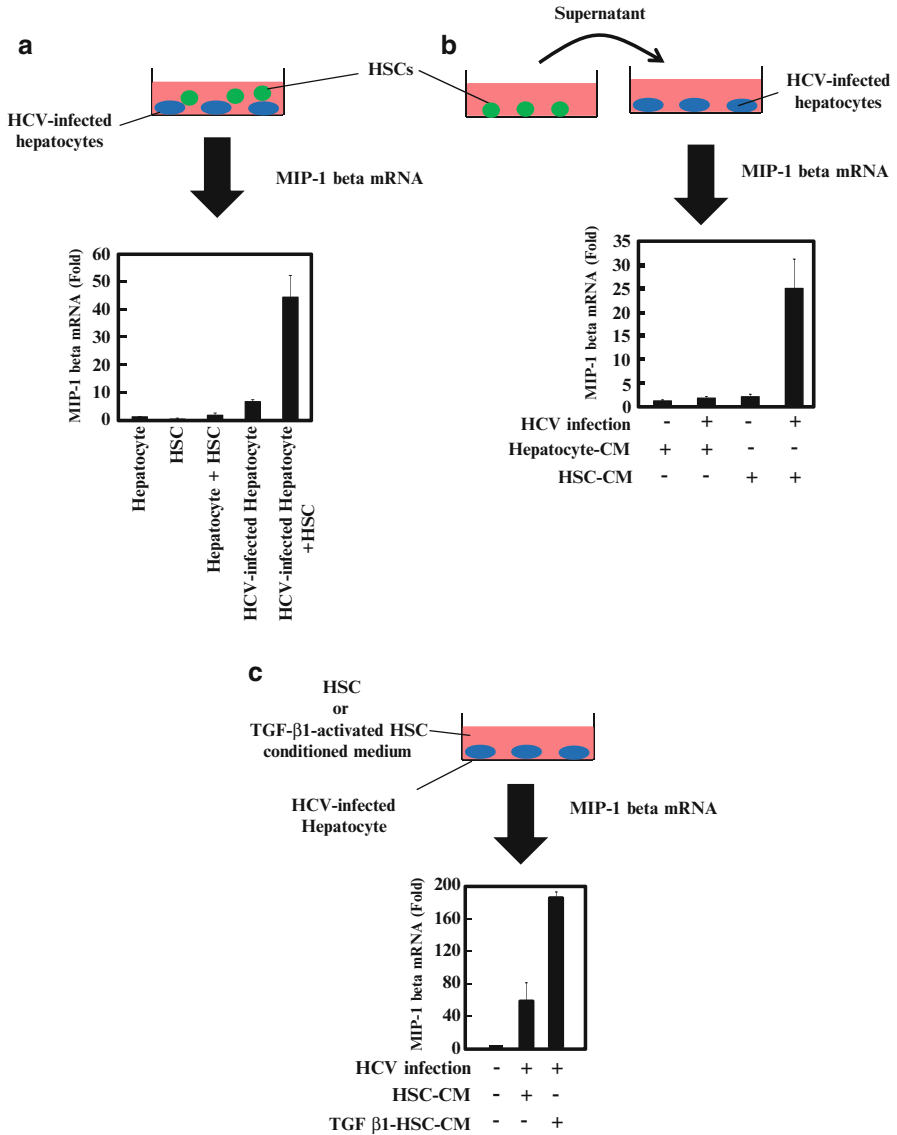 a
HSCs
HCV-infected
hepatocytes
MIP-1 beta mRNA
MIP-1 beta mRNA (Fold)
60
50
40
30
20
10
0
Hepatocyte
HSC
Hepatocyte + HSC
HCV-infected Hepatocyte
HCV-infected Hepatocyte
+HSC
b
Supernatant
HCV-infected
hepatocytes
MIP-1 beta mRNA
MIP-1 beta mRNA (Fold)
35
30
25
20
15
10
5
0
HCV infection - + - +
Hepatocyte-CM + + - -
HSC-CM - - + +
c
HSC
or
TGF-β1-activated HSC
conditioned medium
HCV-infected
Hepatocyte
MIP-1 beta mRNA
MIP-1 beta mRNA (Fold)
200
160
120
80
40
0
HCV infection - + +
HSC-CM - + -
TGF β1-HSC-CM - - +